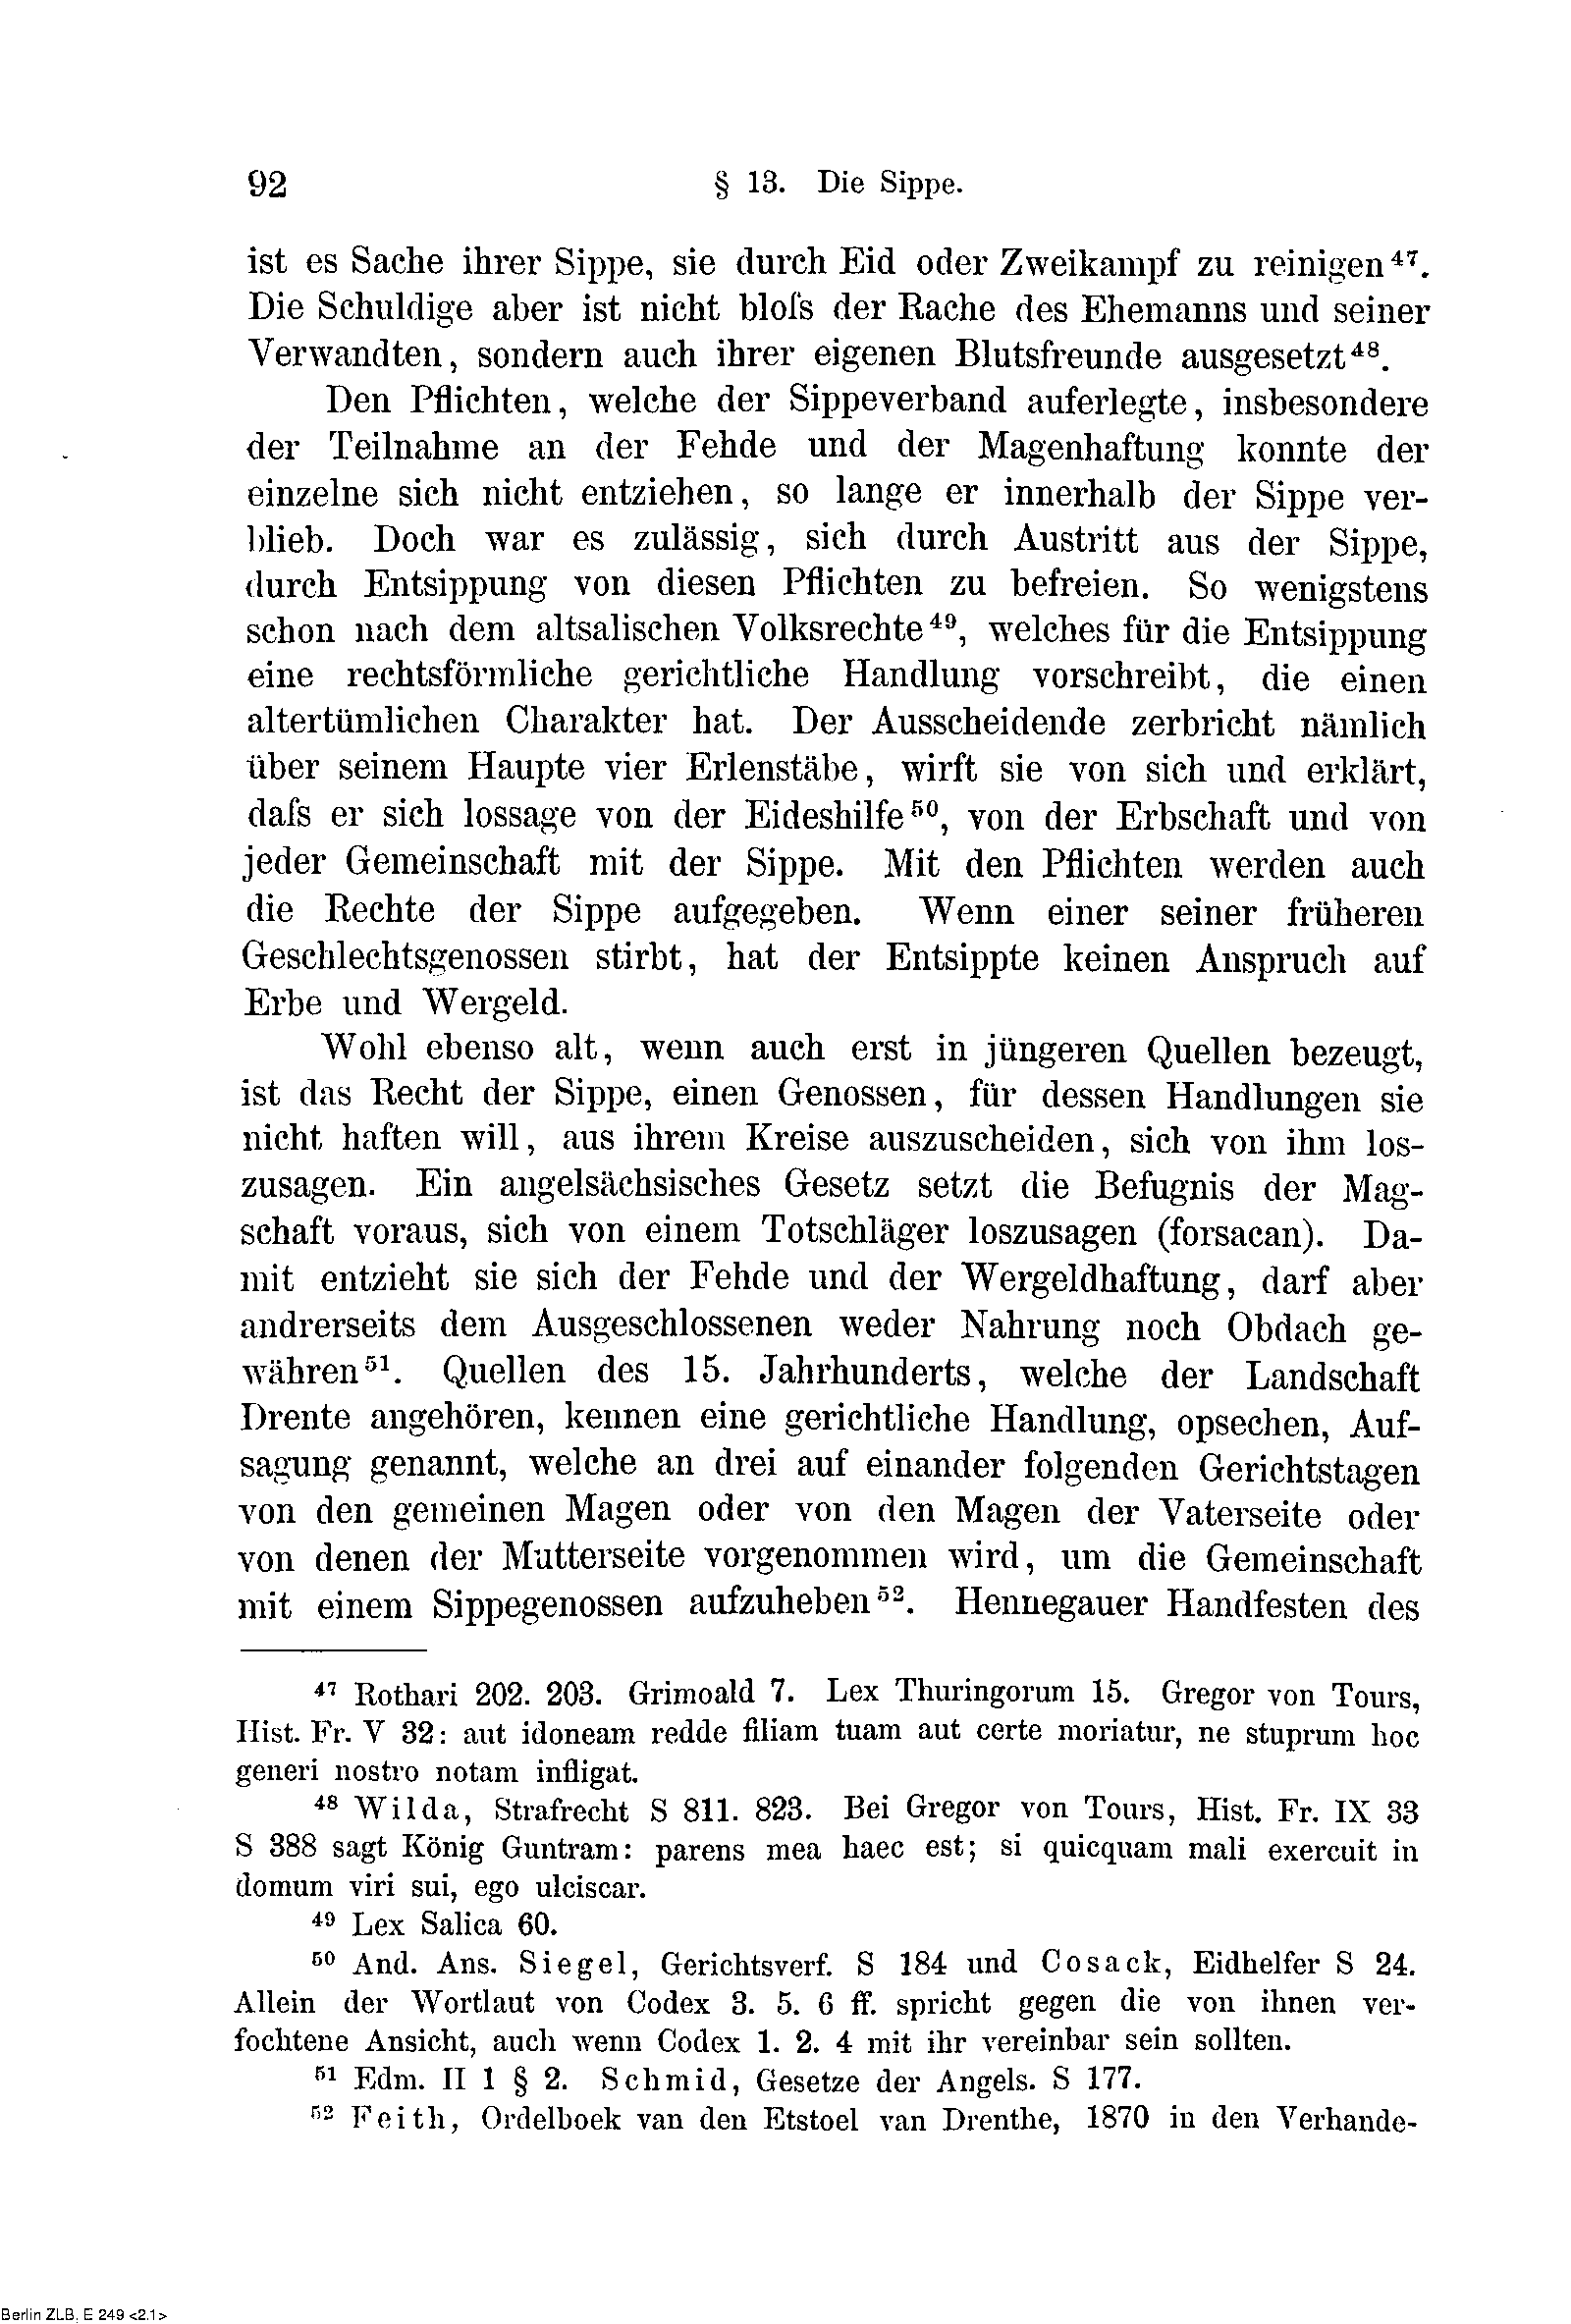 92
§ 13. Die Sippe.
ist es Sache ihrer Sippe, sie durch Eid oder Zweikampf zu reinigen⁴⁷.
Die Schuldige aber ist nicht bloſs der Rache des Ehemanns und seiner
Verwandten, sondern auch ihrer eigenen Blutsfreunde ausgesetzt⁴⁸.
Den Pflichten, welche der Sippeverband auferlegte, insbesondere
der Teilnahme an der Fehde und der Magenhaftung konnte der
einzelne sich nicht entziehen, so lange er innerhalb der Sippe ver-
blieb. Doch war es zulässig, sich durch Austritt aus der Sippe,
durch Entsippung von diesen Pflichten zu befreien. So wenigstens
schon nach dem altsalischen Volksrechte⁴⁹, welches für die Entsippung
eine rechtsförmliche gerichtliche Handlung vorschreibt, die einen
altertümlichen Charakter hat. Der Ausscheidende zerbricht nämlich
über seinem Haupte vier Erlenstäbe, wirft sie von sich und erklärt,
daſs er sich lossage von der Eideshilfe⁵⁰, von der Erbschaft und von
jeder Gemeinschaft mit der Sippe. Mit den Pflichten werden auch
die Rechte der Sippe aufgegeben. Wenn einer seiner früheren
Geschlechtsgenossen stirbt, hat der Entsippte keinen Anspruch auf
Erbe und Wergeld.
Wohl ebenso alt, wenn auch erst in jüngeren Quellen bezeugt,
ist das Recht der Sippe, einen Genossen, für dessen Handlungen sie
nicht haften will, aus ihrem Kreise auszuscheiden, sich von ihm los-
zusagen. Ein angelsächsisches Gesetz setzt die Befugnis der Mag-
schaft voraus, sich von einem Totschläger loszusagen (forsacan). Da-
mit entzieht sie sich der Fehde und der Wergeldhaftung, darf aber
andrerseits dem Ausgeschlossenen weder Nahrung noch Obdach ge-
währen⁵¹. Quellen des 15. Jahrhunderts, welche der Landschaft
Drente angehören, kennen eine gerichtliche Handlung, opsechen, Auf-
sagung genannt, welche an drei auf einander folgenden Gerichtstagen
von den gemeinen Magen oder von den Magen der Vaterseite oder
von denen der Mutterseite vorgenommen wird, um die Gemeinschaft
mit einem Sippegenossen aufzuheben⁵². Hennegauer Handfesten des
⁴⁷ Rothari 202. 203. Grimoald 7. Lex Thuringorum 15. Gregor von Tours,
Hist. Fr. V 32: aut idoneam redde filiam tuam aut certe moriatur, ne stuprum hoc
generi nostro notam infligat.
⁴⁸ Wilda, Strafrecht S 811. 823. Bei Gregor von Tours, Hist. Fr. IX 33
S 388 sagt König Guntram: parens mea haec est; si quicquam mali exercuit in
domum viri sui, ego ulciscar.
⁴⁹ Lex Salica 60.
⁵⁰ And. Ans. Siegel, Gerichtsverf. S 184 und Cosack, Eidhelfer S 24.
Allein der Wortlaut von Codex 3. 5. 6 ff. spricht gegen die von ihnen ver-
fochtene Ansicht, auch wenn Codex 1. 2. 4 mit ihr vereinbar sein sollten.
⁵¹ Edm. II 1 § 2. Schmid, Gesetze der Angels. S 177.
⁵² Feith, Ordelboek van den Etstoel van Drenthe, 1870 in den Verhande-
Berlin ZLB, E 249 <2.1>